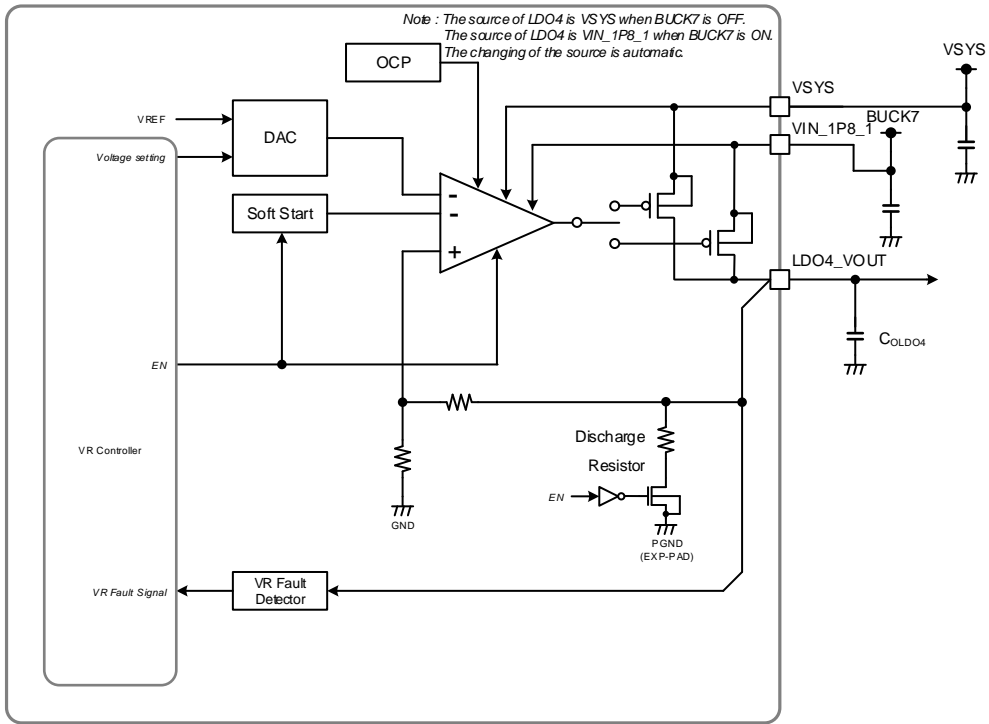 Note : The source of LDO4 is VSYS when BUCK7 is OFF.
The source of LDO4 is VIN_1P8_1 when BUCK7 is ON.
The changing of the source is automatic.
OCP
VSYS
VSYS
VREF
DAC
VIN_1P8_1
BUCK7
Voltage setting
-
-
+
Soft Start
LDO4_VOUT
COLDO4
EN
VR Controller
Discharge
Resistor
EN
GND
PGND
(EXP-PAD)
VR Fault Signal
VR Fault
Detector